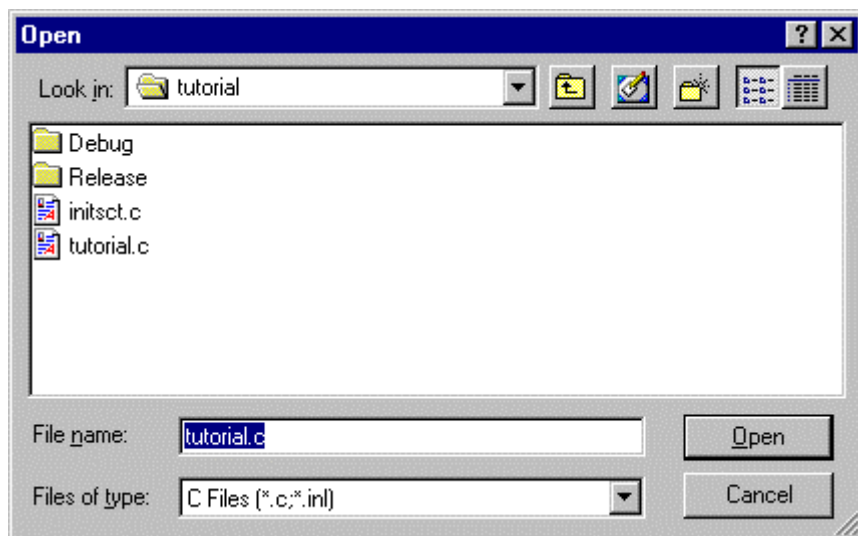 Open
Look in: tutorial
Debug
Release
initsct.c
tutorial.c
File name: tutorial.c Open
Files of type: C Files (*.c;*.inl) Cancel